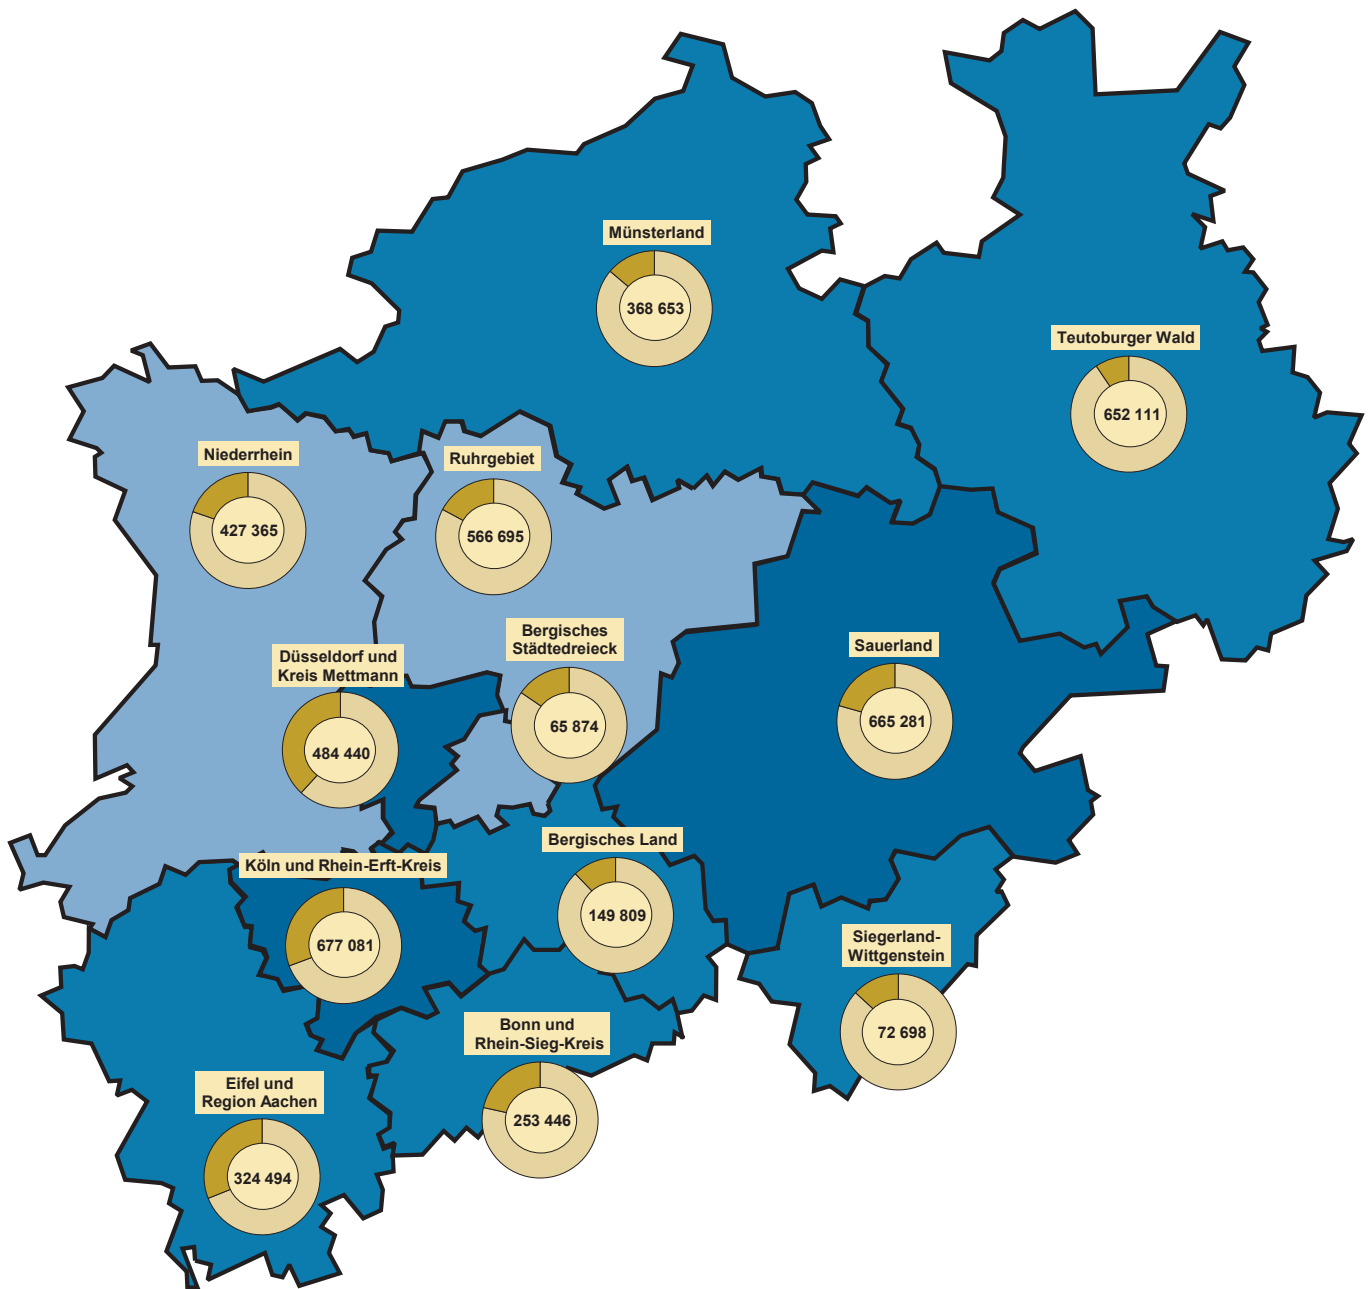 Münsterland
368 653
Teutoburger Wald
652 111
Niederrhein
427 365
Ruhrgebiet
566 695
Bergisches
Städtedreieck
65 874
Düsseldorf und
Kreis Mettmann
484 440
Sauerland
665 281
Bergisches Land
149 809
Köln und Rhein-Erft-Kreis
677 081
Siegerland-
Wittgenstein
72 698
Bonn und
Rhein-Sieg-Kreis
253 446
Eifel und
Region Aachen
324 494